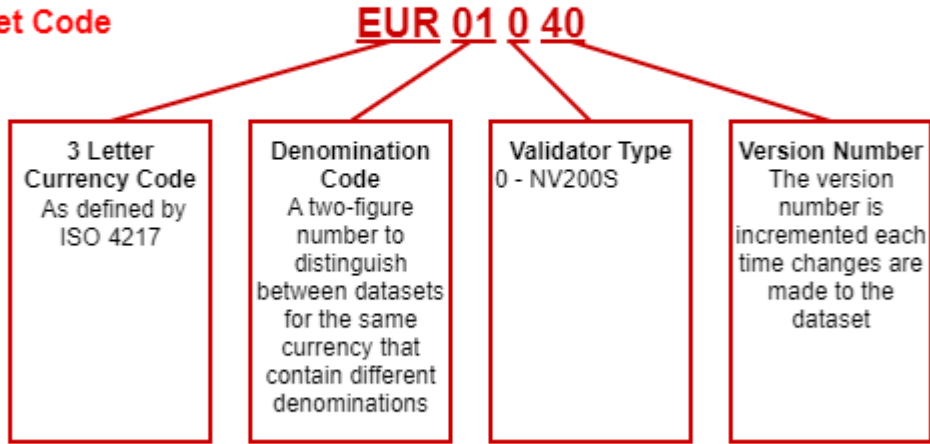 et Code
EUR 01 0 40
3 Letter
Currency Code
As defined by
ISO 4217
Denomination
Code
A two-figure
number to
distinguish
between datasets
for the same
currency that
contain different
denominations
Validator Type
0 - NV200S
Version Number
The version
number is
incremented each
time changes are
made to the
dataset